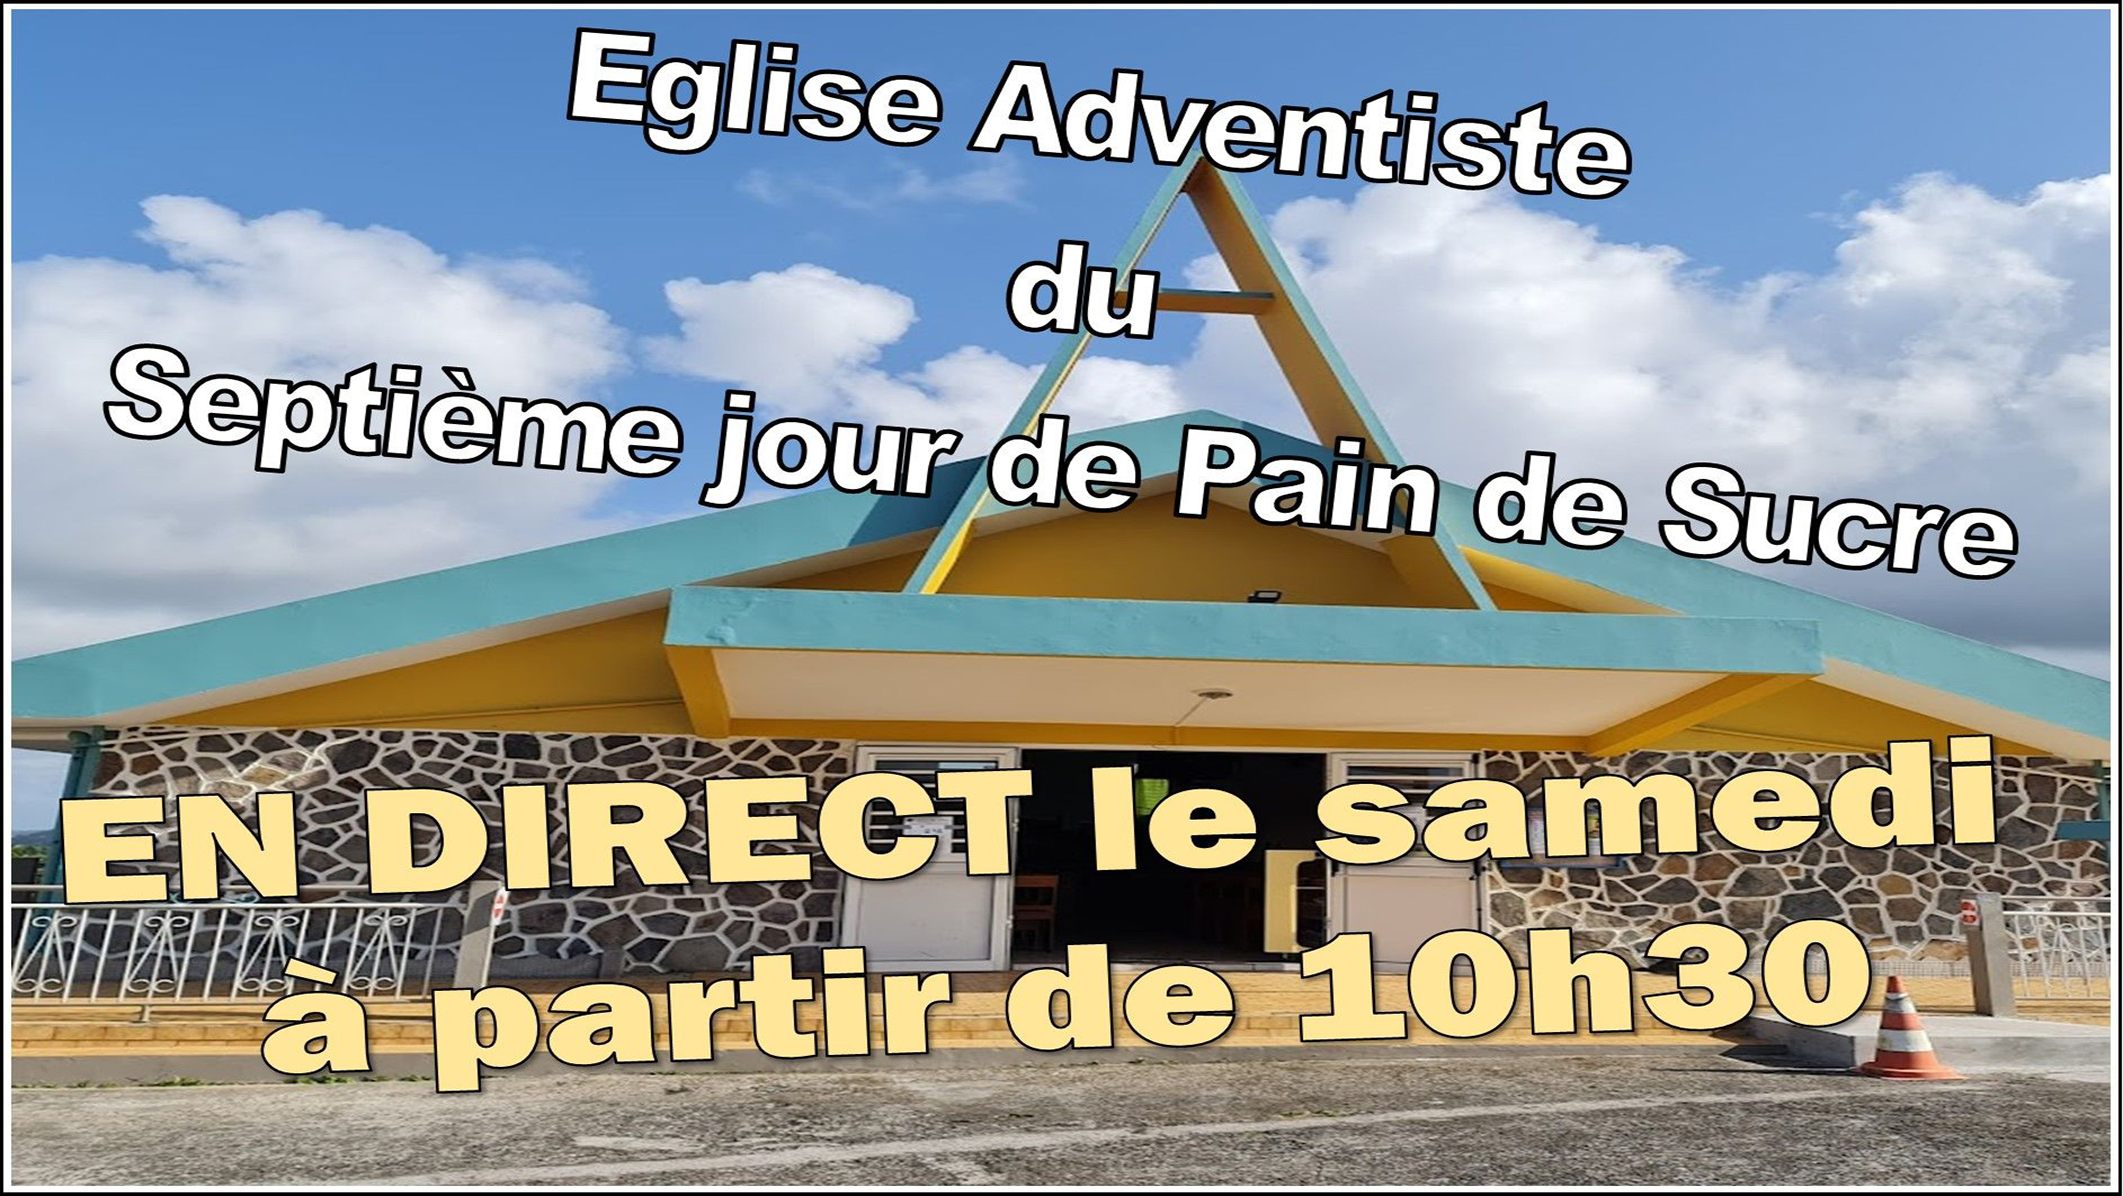 Eglise Adventiste
du
Septième jour de Pain de Sucre
EN DIRECT le samedi
à partir de 10h30